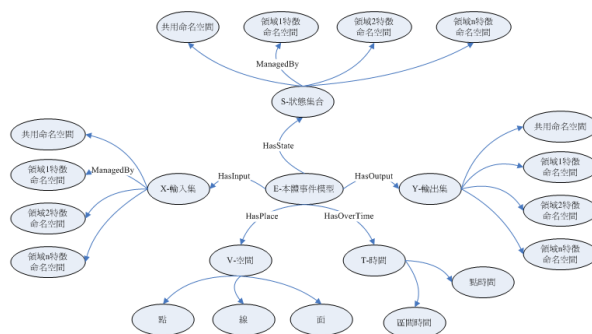 共用命名空間
領域1特徵
命名空間
領域2特徵
命名空間
領域n特徵
命名空間
ManagedBy
S-狀態集合
HasState
共用命名空間
領域1特徵
命名空間
領域2特徵
命名空間
領域n特徵
命名空間
ManagedBy
X-輸入集
HasInput
E-本體事件模型
HasOutput
Y-輸出集
共用命名空間
領域1特徵
命名空間
領域2特徵
命名空間
領域n特徵
命名空間
HasPlace
HasOverTime
V-空間
T-時間
點
線
面
點時間
區間時間